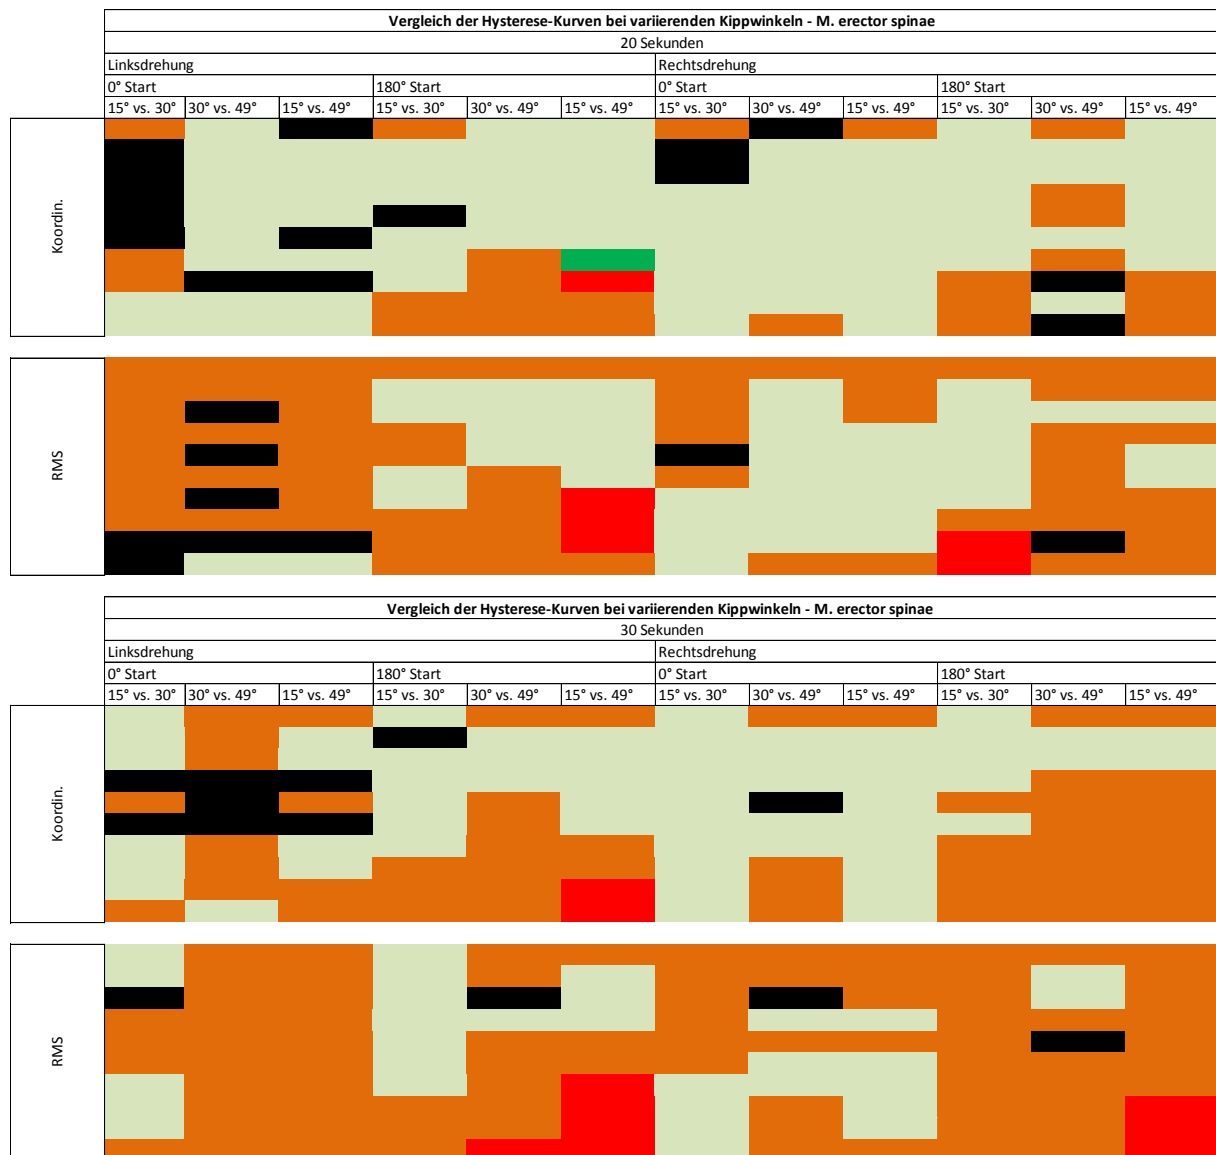 Vergleich der Hysterese-Kurven bei variierenden Kippwinkeln - M. erector spinae
20 Sekunden
Linksdrehung Rechtsdrehung
0° Start 180° Start 0° Start 180° Start
15° vs. 30° 30° vs. 49° 15° vs. 49° 15° vs. 30° 30° vs. 49° 15° vs. 49° 15° vs. 30° 30° vs. 49° 15° vs. 49° 15° vs. 30° 30° vs. 49° 15° vs. 49°
Koordin.
RMS
Vergleich der Hysterese-Kurven bei variierenden Kippwinkeln - M. erector spinae
30 Sekunden
Linksdrehung Rechtsdrehung
0° Start 180° Start 0° Start 180° Start
15° vs. 30° 30° vs. 49° 15° vs. 49° 15° vs. 30° 30° vs. 49° 15° vs. 49° 15° vs. 30° 30° vs. 49° 15° vs. 49° 15° vs. 30° 30° vs. 49° 15° vs. 49°
Koordin.
RMS